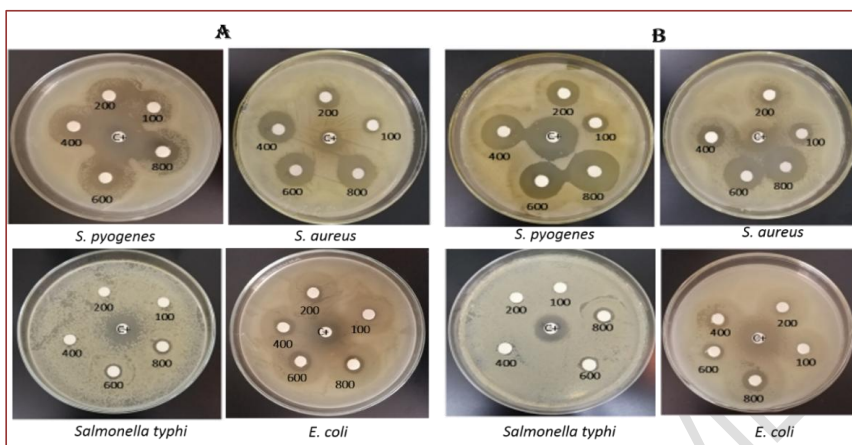 A B
200 100 400 C+ 800 600
200 400 100 C+ 600 800
200 100 400 C+ 600 800
200 400 C+ 100 600 800
S. pyogenes S. aureus S. pyogenes S. aureus
200 100 C+ 400 800 600
200 100 400 C+ 600 800
100 200 800 C+ 400 600
200 400 C+ 100 600 800
Salmonella typhi E. coli Salmonella typhi E. coli